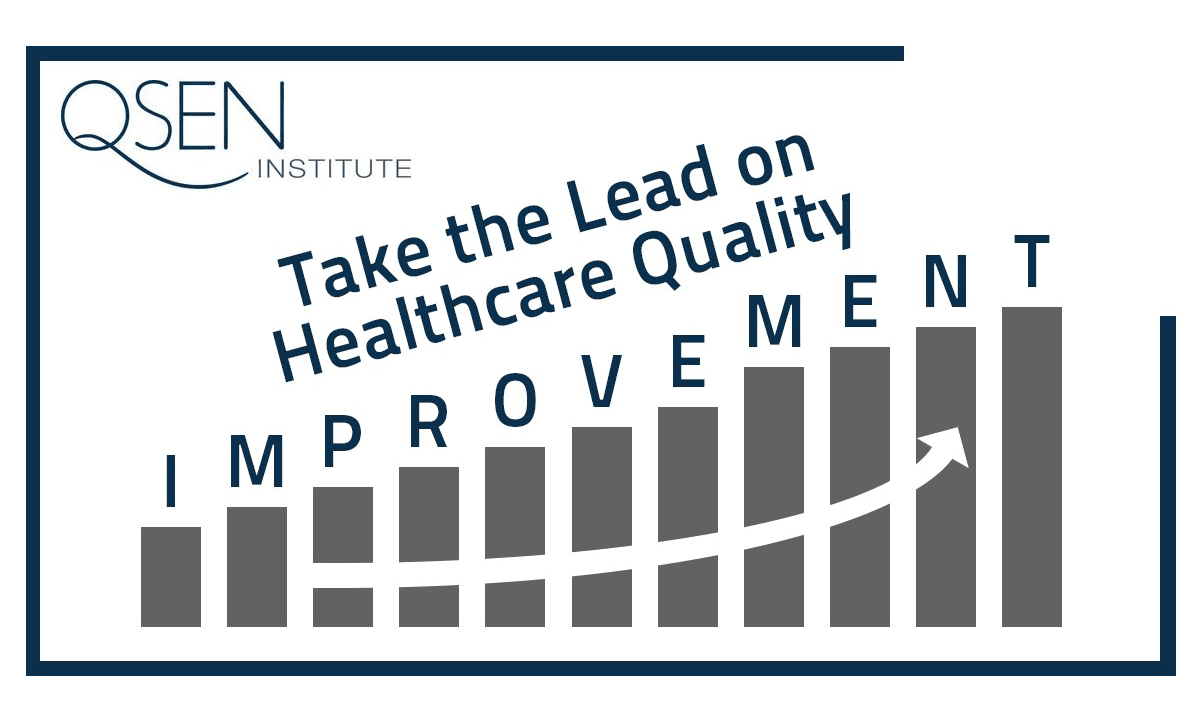 QSEN
INSTITUTE
Take the Lead on
Healthcare Quality
IMPROVEMENT